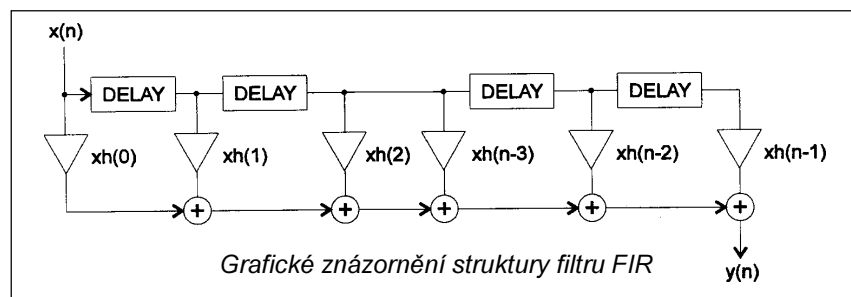 x(n)
DELAY DELAY DELAY DELAY
xh(0) xh(1) xh(2) xh(n-3) xh(n-2) xh(n-1)
+ + + + +
Grafické znázornění struktury filtru FIR
y(n)